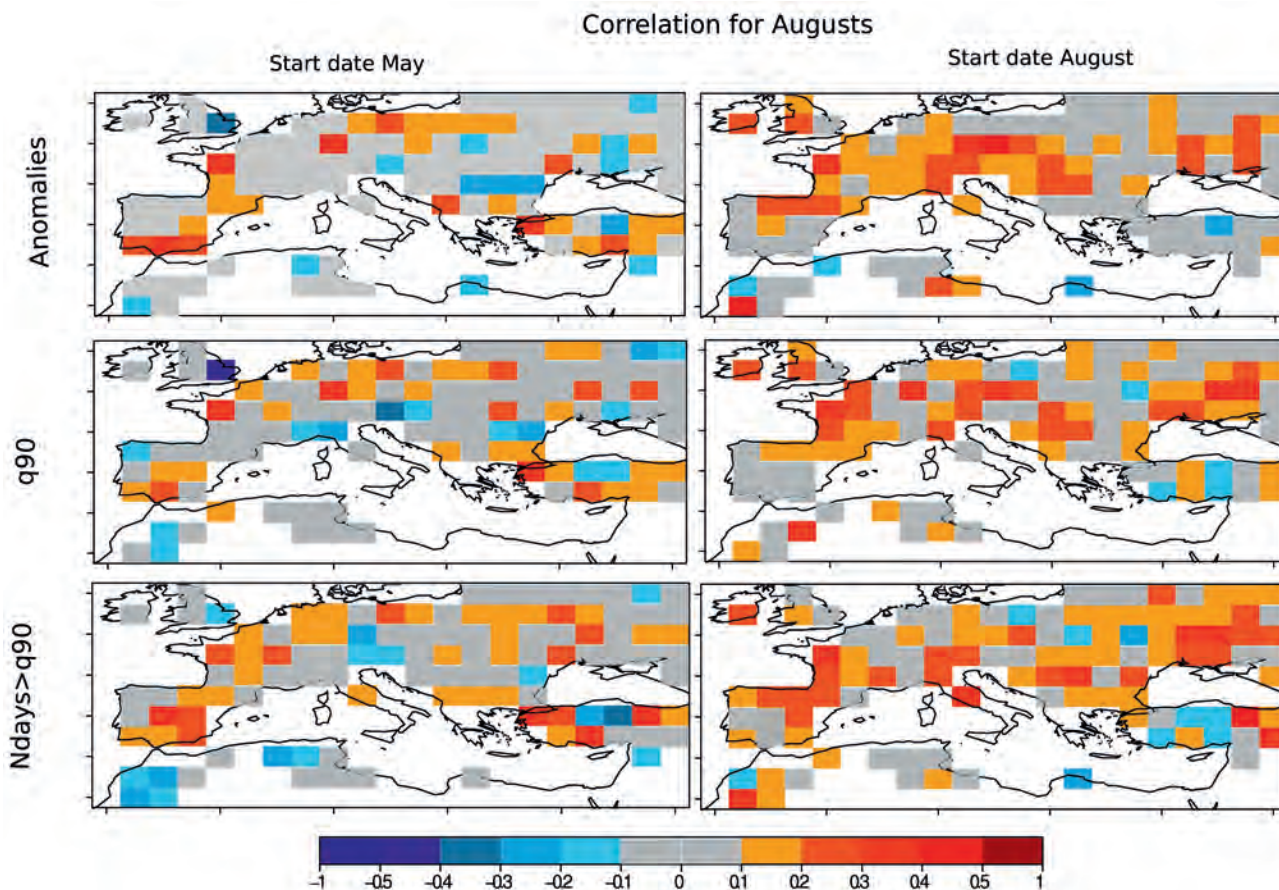 Correlation for Augusts
Start date May
Start date August
Anomalies
q90
Ndays>q90
-1 -0.5 -0.4 -0.3 -0.2 -0.1 0 0.1 0.2 0.3 0.4 0.5 1